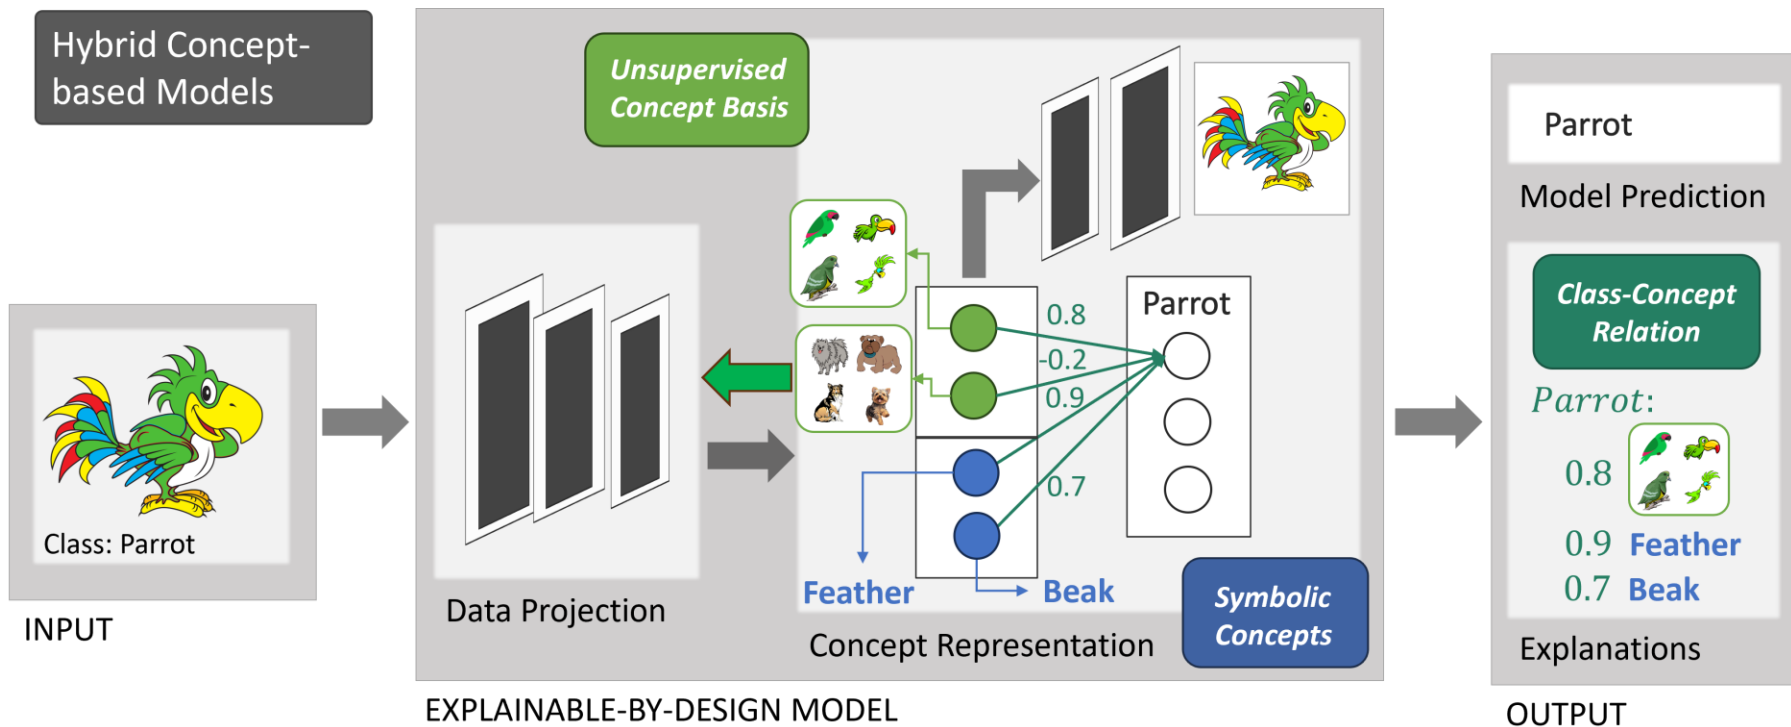 Hybrid Concept-
based Models
Class: Parrot
INPUT
Unsupervised
Concept Basis
Data Projection
0.8
-0.2
0.9
0.7
Parrot
Feather
Beak
Concept Representation
Symbolic
Concepts
EXPLAINABLE-BY-DESIGN MODEL
Parrot
Model Prediction
Class-Concept
Relation
Parrot:
0.8
0.9 Feather
0.7 Beak
Explanations
OUTPUT